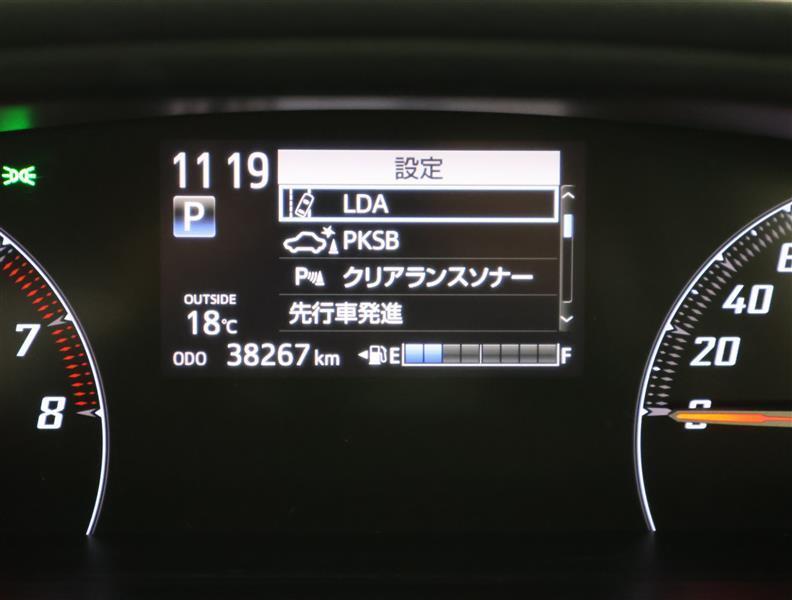 11 19
設定
LDA
P
PKSB
P クリアランスソナー
OUTSIDE
18℃
先行車発進
ODO 38267 km
E F
7
8
60
40
20
0